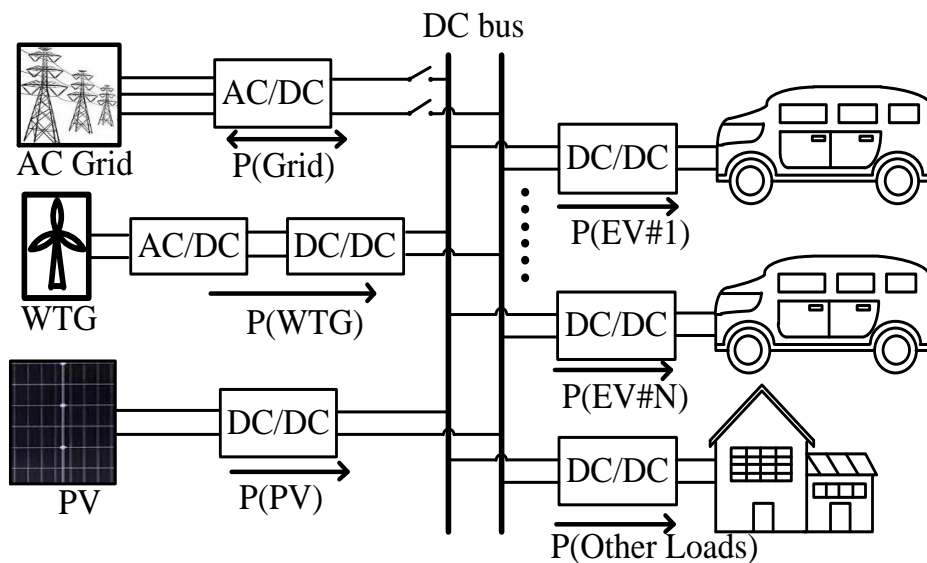 DC bus
AC/DC
AC Grid
P(Grid)
DC/DC
P(EV#1)
AC/DC
DC/DC
WTG
P(WTG)
DC/DC
P(EV#N)
DC/DC
PV
P(PV)
DC/DC
P(Other Loads)